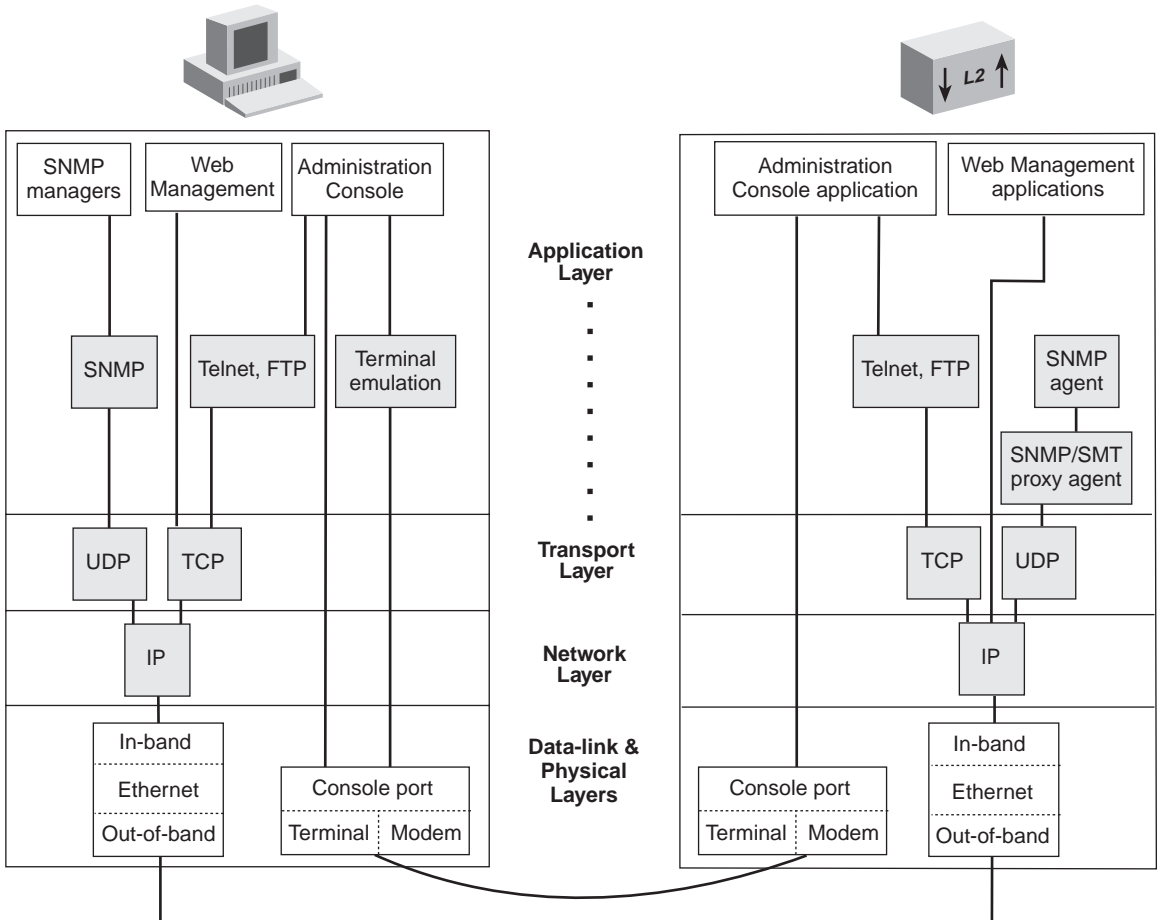 L2
SNMP
managers
Web
Management
Administration
Console
Administration
Console application
Web Management
applications
Application
Layer
SNMP
Telnet, FTP
Terminal
emulation
Telnet, FTP
SNMP
agent
SNMP/SMT
proxy agent
UDP
TCP
Transport
Layer
TCP
UDP
IP
Network
Layer
IP
In-band
Ethernet
Out-of-band
Console port
Terminal
Modem
Data-link &
Physical
Layers
Console port
Terminal
Modem
In-band
Ethernet
Out-of-band